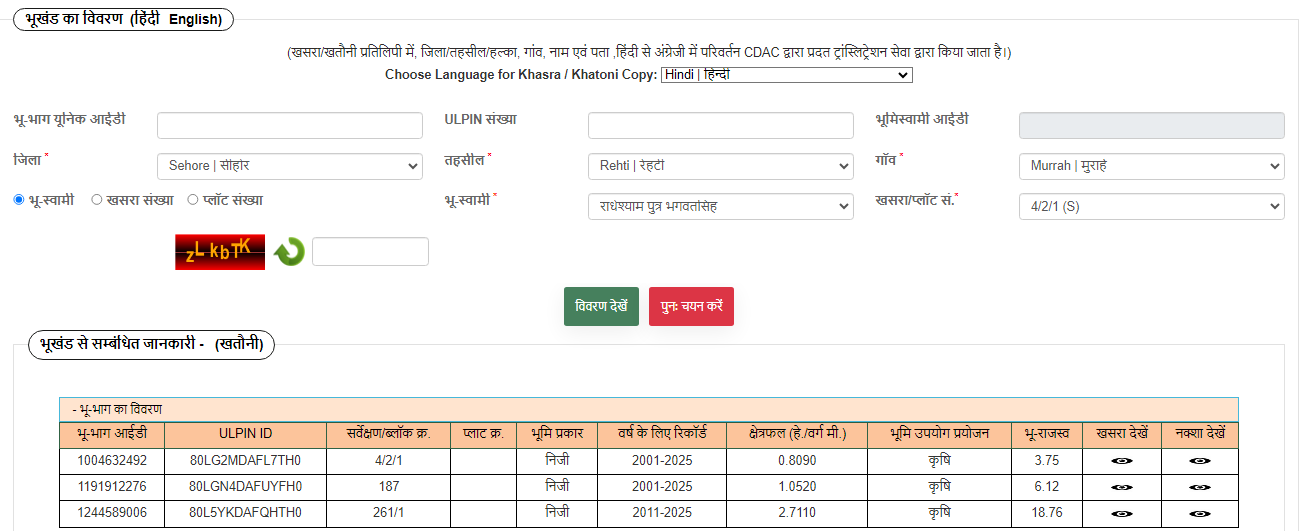 भूखंड का विवरण (हिंदी English)
(खसरा/खतौनी प्रतिलिपी में, जिला/तहसील/हल्का, गांव, नाम एवं पता ,हिंदी से अंग्रेजी में परिवर्तन CDAC द्वारा प्रदत ट्रांस्लिट्रेशन सेवा द्वारा किया जाता है।)
Choose Language for Khasra / Khatoni Copy: Hindi | हिन्दी
भू-भाग यूनिक आईडी ULPIN संख्या भूमिस्वामी आईडी
जिला * Sehore | सीहोर तहसील * Rehti | रेहटी गाँव * Murrah | मुराहे
भू-स्वामी खसरा संख्या प्लॉट संख्या भू-स्वामी * राधेश्याम पुत्र भगवतसिंह खसरा/प्लॉट सं.* 4/2/1 (S)
zLkbTK
विवरण देखें पुनः चयन करें
भूखंड से सम्बंधित जानकारी - (खतौनी)
- भू-भाग का विवरण
भू-भाग आईडी ULPIN ID सर्वेक्षण/ब्लॉक क्र. प्लाट क्र. भूमि प्रकार वर्ष के लिए रिकॉर्ड क्षेत्रफल (हे./वर्ग मी.) भूमि उपयोग प्रयोजन भू-राजस्व खसरा देखें नक्शा देखें
1004632492 80LG2MDAFL7TH0 4/2/1 निजी 2001-2025 0.8090 कृषि 3.75
1191912276 80LGN4DAFUYFH0 187 निजी 2001-2025 1.0520 कृषि 6.12
1244589006 80L5YKDAFQHTH0 261/1 निजी 2011-2025 2.7110 कृषि 18.76